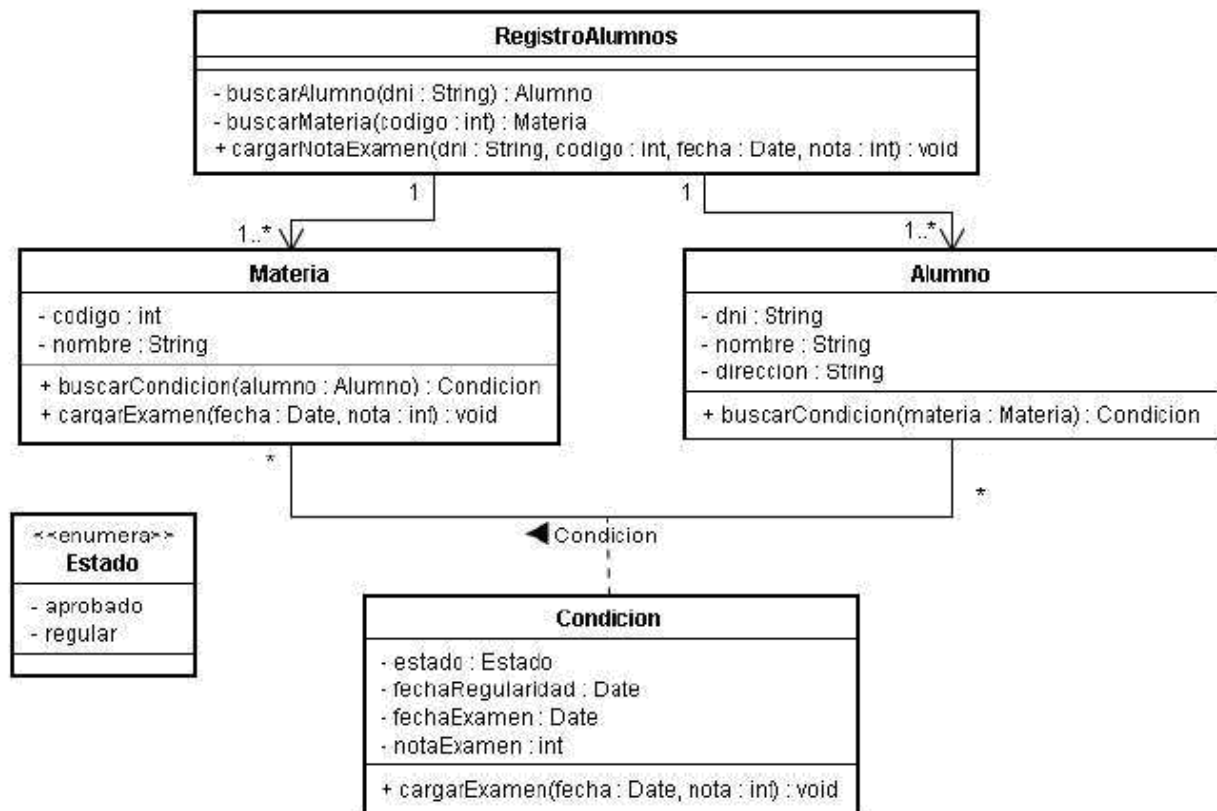 RegistroAlumnos
- buscarAlumno(dni : String) : Alumno
- buscarMateria(codigo : int) : Materia
+ cargarNotaExamen(dni : String, codigo : int, fecha : Date, nota : int) : void
1
1
1..*
1..*
Materia
- codigo : int
- nombre : String
+ buscarCondicion(alumno : Alumno) : Condicion
+ cargarExamen(fecha : Date, nota : int) : void
Alumno
- dni : String
- nombre : String
- direccion : String
+ buscarCondicion(materia : Materia) : Condicion
*
*
<<enumera>>
Estado
- aprobado
- regular
Condicion
Condicion
- estado : Estado
- fechaRegularidad : Date
- fechaExamen : Date
- notaExamen : int
+ cargarExamen(fecha : Date, nota : int) : void